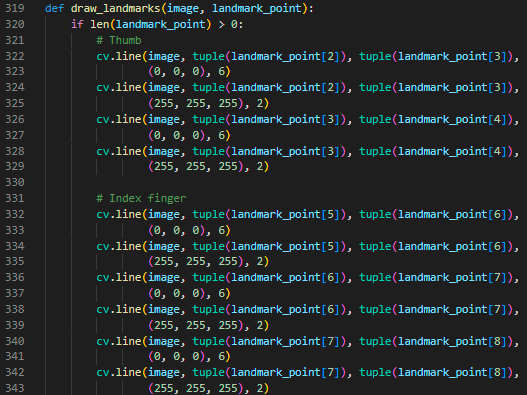 319 def draw_landmarks(image, landmark_point):
320     if len(landmark_point) > 0:
321         # Thumb
322         cv.line(image, tuple(landmark_point[2]), tuple(landmark_point[3]),
323                 (0, 0, 0), 6)
324         cv.line(image, tuple(landmark_point[2]), tuple(landmark_point[3]),
325                 (255, 255, 255), 2)
326         cv.line(image, tuple(landmark_point[3]), tuple(landmark_point[4]),
327                 (0, 0, 0), 6)
328         cv.line(image, tuple(landmark_point[3]), tuple(landmark_point[4]),
329                 (255, 255, 255), 2)
330
331         # Index finger
332         cv.line(image, tuple(landmark_point[5]), tuple(landmark_point[6]),
333                 (0, 0, 0), 6)
334         cv.line(image, tuple(landmark_point[5]), tuple(landmark_point[6]),
335                 (255, 255, 255), 2)
336         cv.line(image, tuple(landmark_point[6]), tuple(landmark_point[7]),
337                 (0, 0, 0), 6)
338         cv.line(image, tuple(landmark_point[6]), tuple(landmark_point[7]),
339                 (255, 255, 255), 2)
340         cv.line(image, tuple(landmark_point[7]), tuple(landmark_point[8]),
341                 (0, 0, 0), 6)
342         cv.line(image, tuple(landmark_point[7]), tuple(landmark_point[8]),
343                 (255, 255, 255), 2)